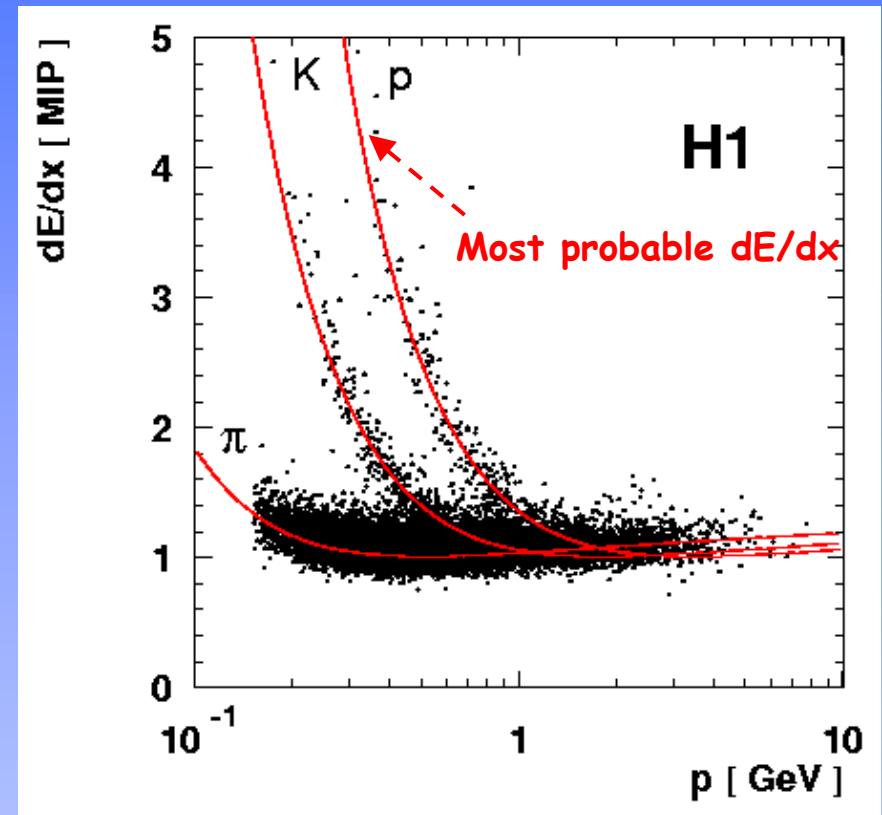 dE/dx [ MIP ]
5
4
3
2
1
0
K p
H1
Most probable dE/dx
π
10⁻¹ 1 10
p [ GeV ]